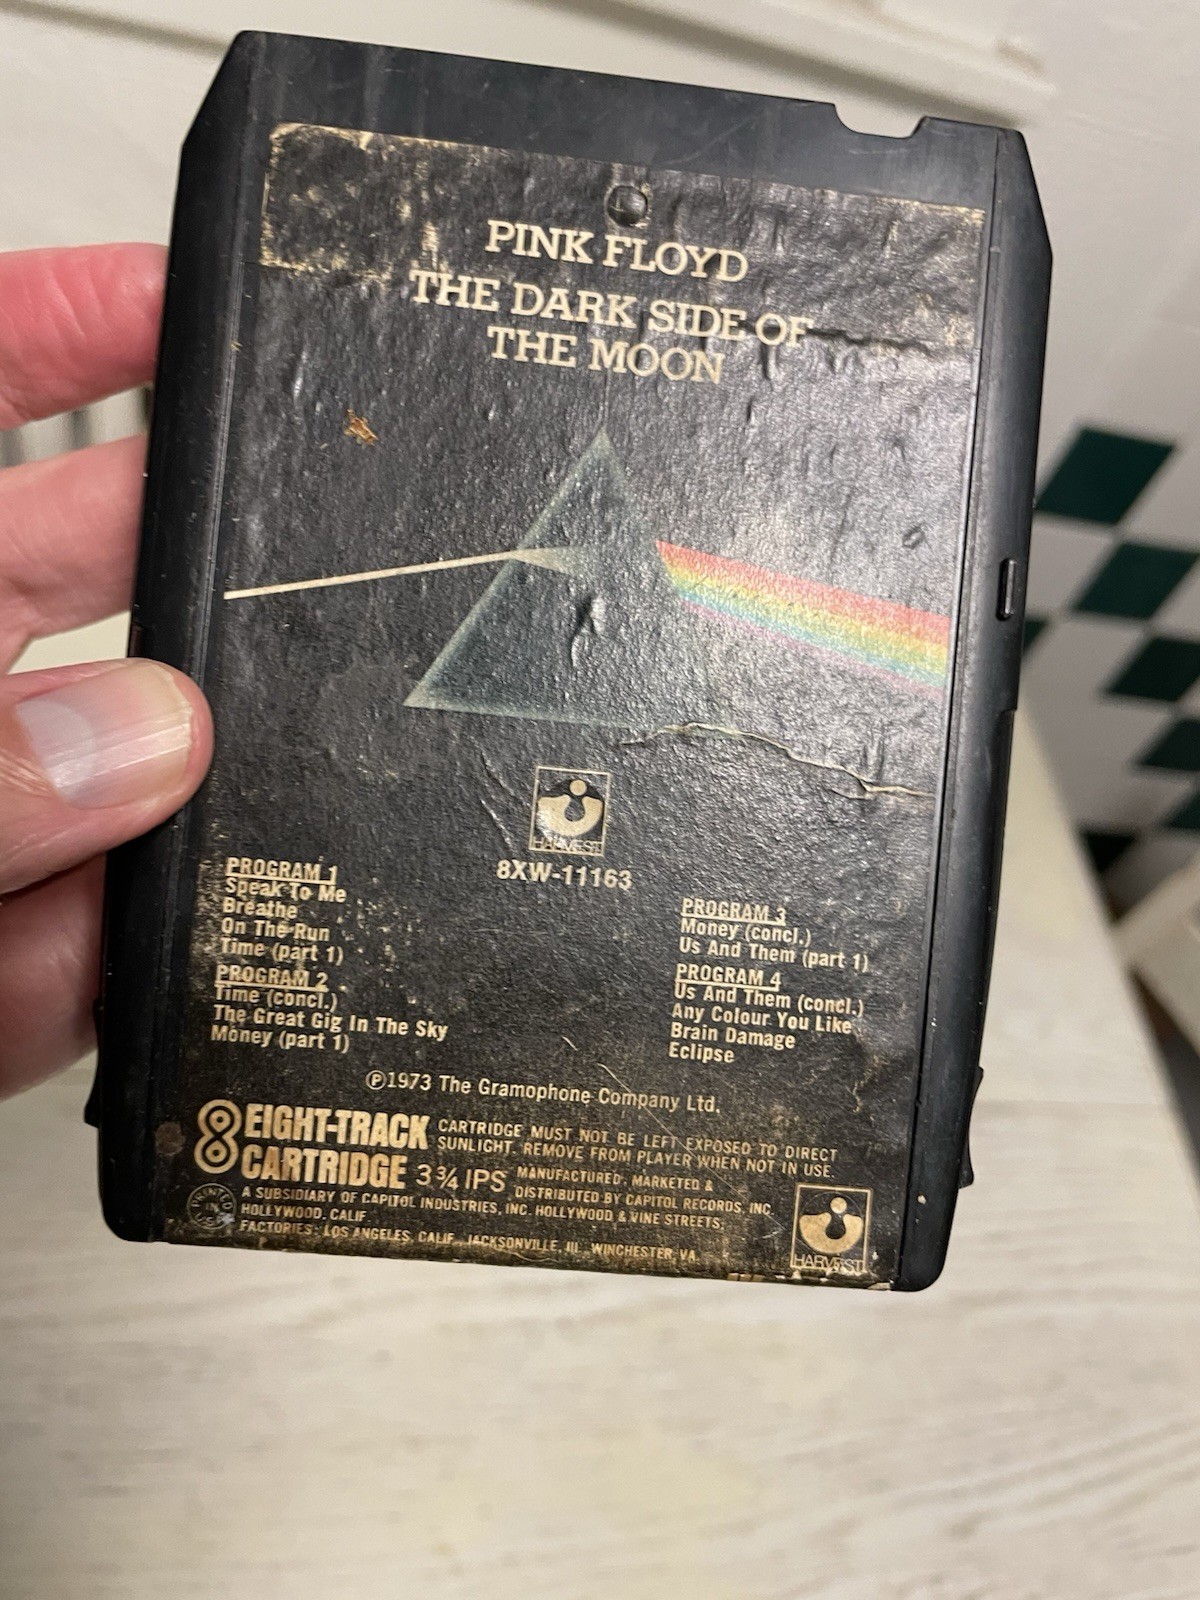 PINK FLOYD
THE DARK SIDE OF
THE MOON
HARVEST
8XW-11163
PROGRAM 1
Speak To Me
Breathe
On The Run
Time (part 1)
PROGRAM 2
Time (concl.)
The Great Gig In The Sky
Money (part 1)
PROGRAM 3
Money (concl.)
Us And Them (part 1)
PROGRAM 4
Us And Them (concl.)
Any Colour You Like
Brain Damage
Eclipse
Ⓟ1973 The Gramophone Company Ltd.
8 EIGHT-TRACK
CARTRIDGE 3 ¾ IPS
CARTRIDGE MUST NOT BE LEFT EXPOSED TO DIRECT
SUNLIGHT. REMOVE FROM PLAYER WHEN NOT IN USE.
MANUFACTURED, MARKETED &
DISTRIBUTED BY CAPITOL RECORDS, INC.
A SUBSIDIARY OF CAPITOL INDUSTRIES, INC. HOLLYWOOD & VINE STREETS,
HOLLYWOOD, CALIF.
FACTORIES: LOS ANGELES, CALIF., JACKSONVILLE, ILL., WINCHESTER, VA.
PRINTED
IN
HARVEST